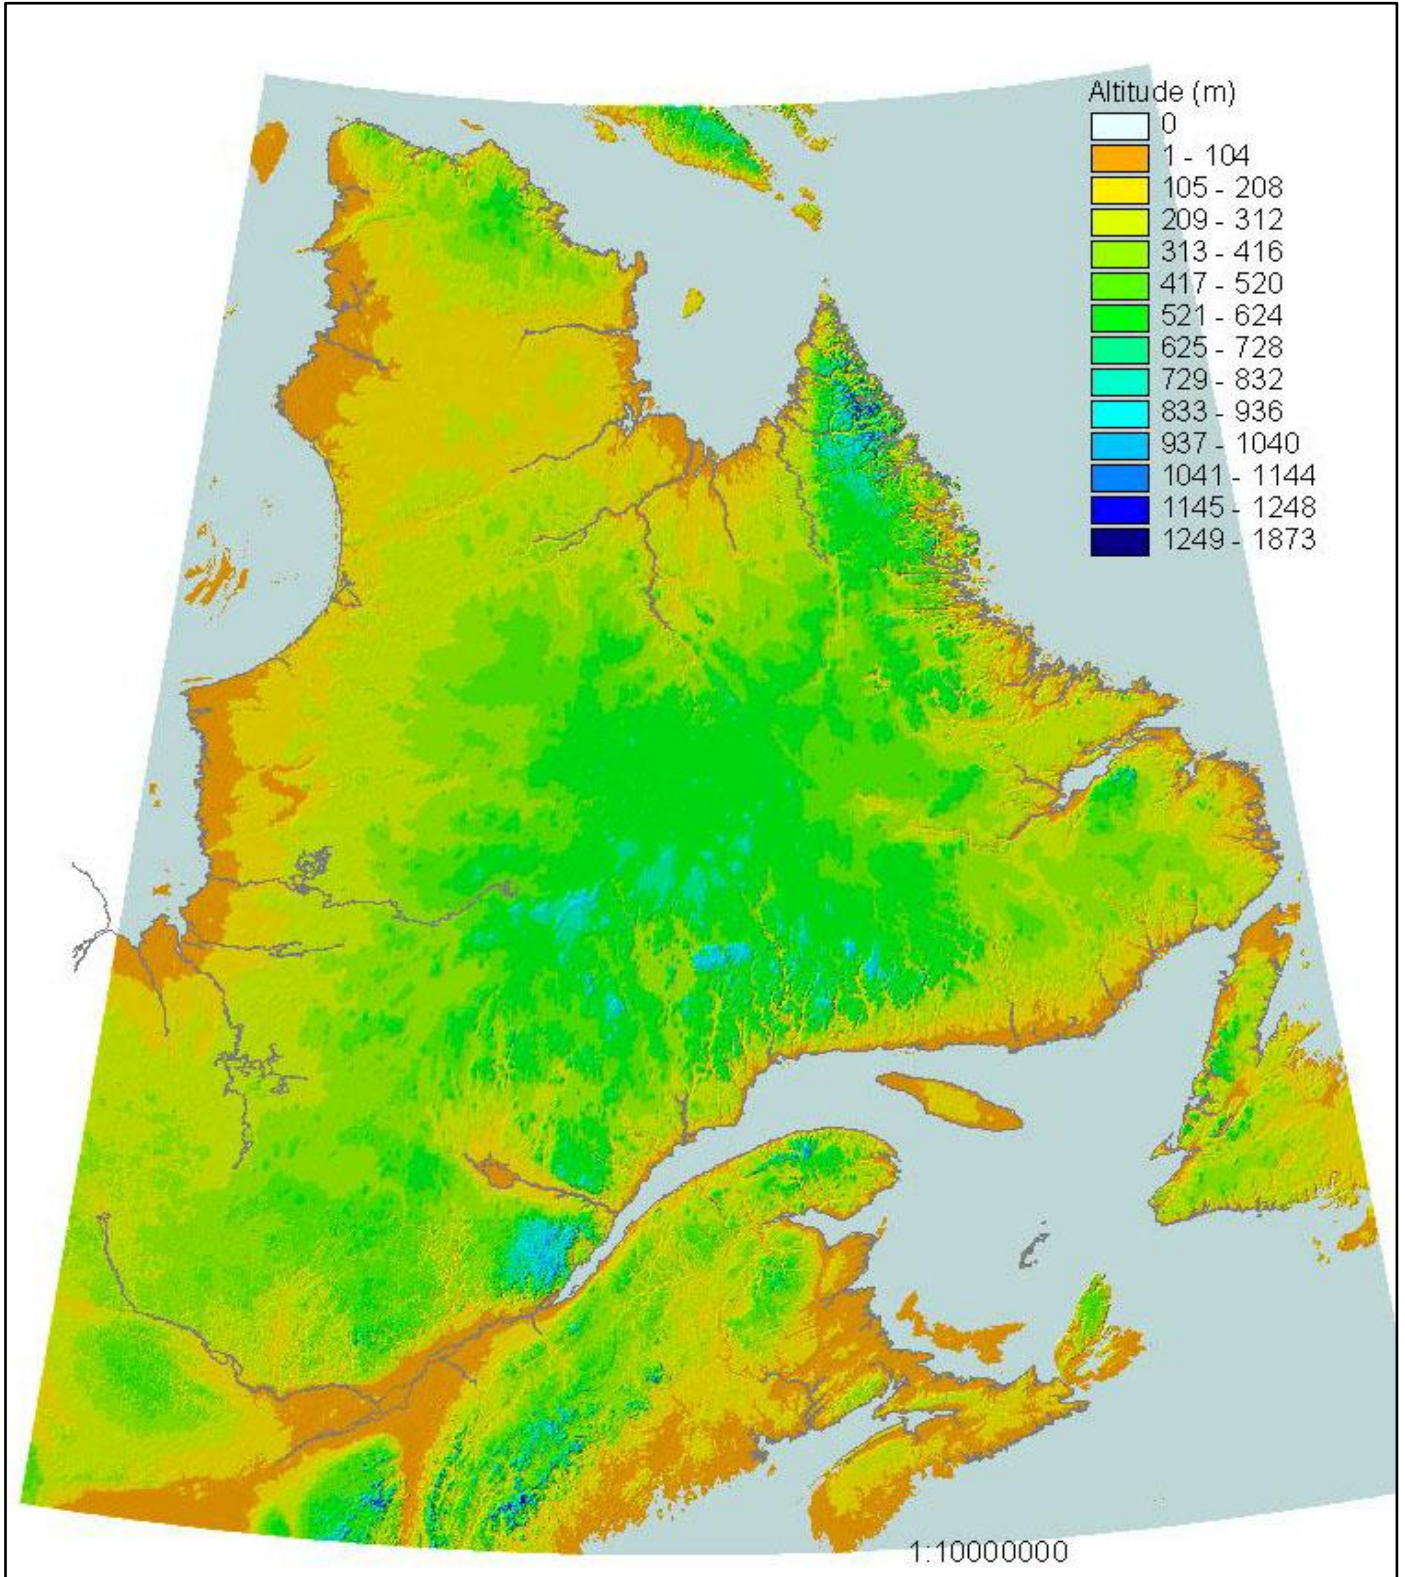 Altitude (m)
0
1 - 104
105 - 208
209 - 312
313 - 416
417 - 520
521 - 624
625 - 728
729 - 832
833 - 936
937 - 1040
1041 - 1144
1145 - 1248
1249 - 1873
1:10000000